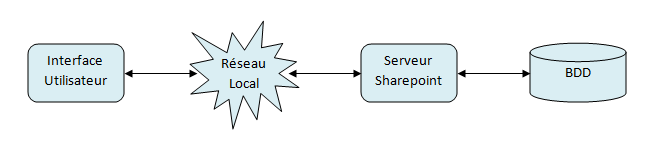 Interface
Utilisateur
Réseau
Local
Serveur
Sharepoint
BDD